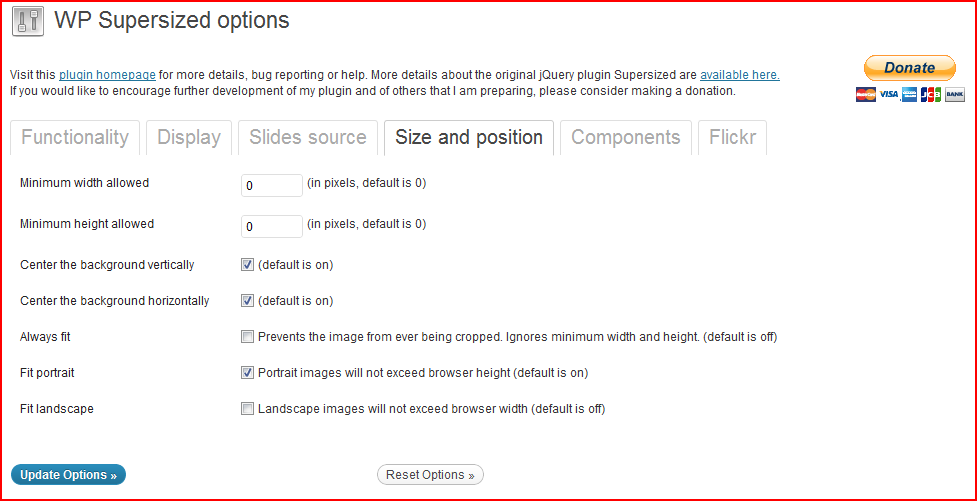 WP Supersized options
Visit this plugin homepage for more details, bug reporting or help. More details about the original jQuery plugin Supersized are available here.
If you would like to encourage further development of my plugin and of others that I am preparing, please consider making a donation.
Donate
MasterCard VISA JCB BANK
Functionality Display Slides source Size and position Components Flickr
Minimum width allowed 0 (in pixels, default is 0)
Minimum height allowed 0 (in pixels, default is 0)
Center the background vertically (default is on)
Center the background horizontally (default is on)
Always fit Prevents the image from ever being cropped. Ignores minimum width and height. (default is off)
Fit portrait Portrait images will not exceed browser height (default is on)
Fit landscape Landscape images will not exceed browser width (default is off)
Update Options » Reset Options »